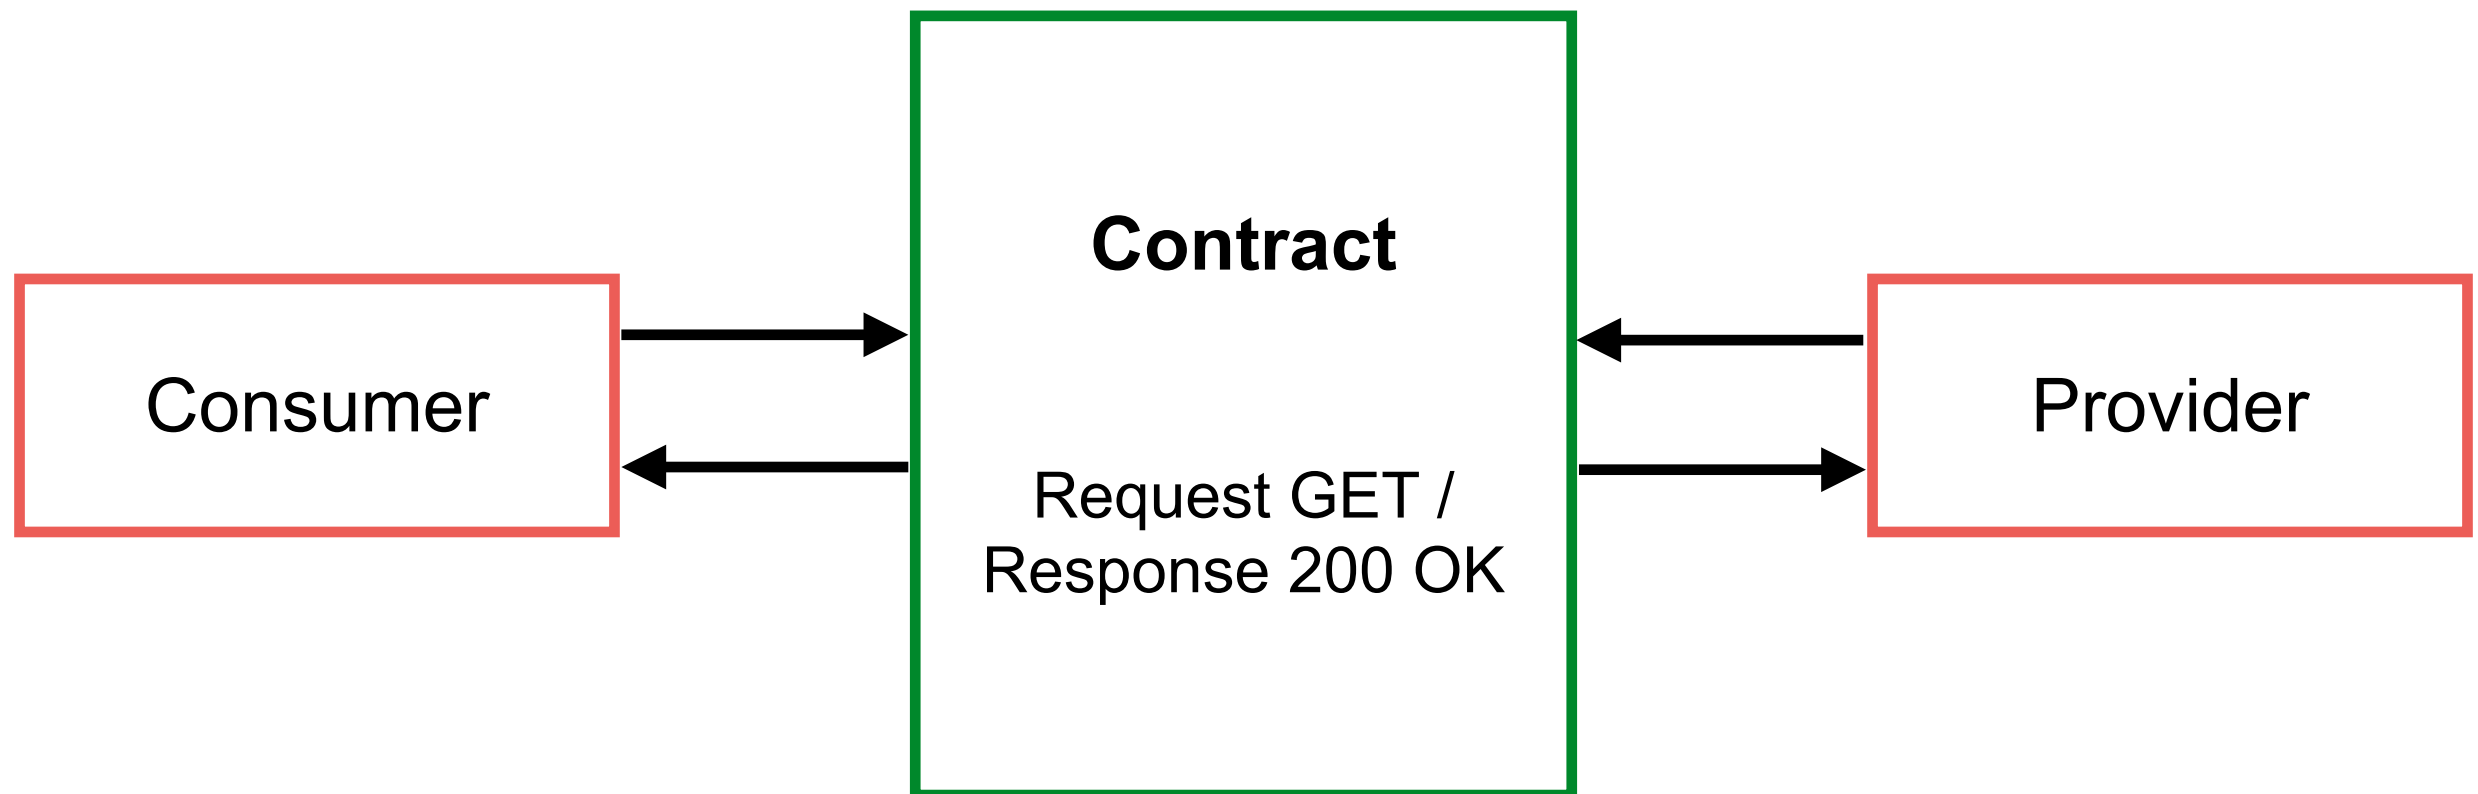 Contract
Consumer
Provider
Request GET /
Response 200 OK